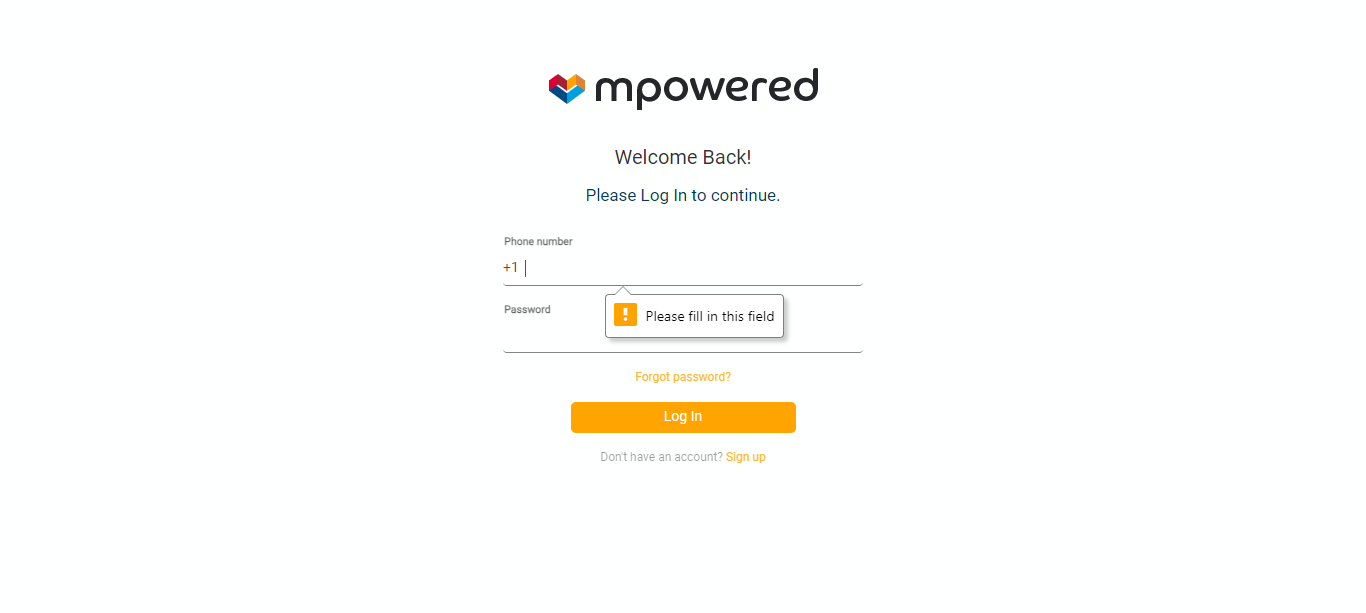 mpowered
Welcome Back!
Please Log In to continue.
Phone number
+1
Please fill in this field
Password
Forgot password?
Log In
Don't have an account? Sign up